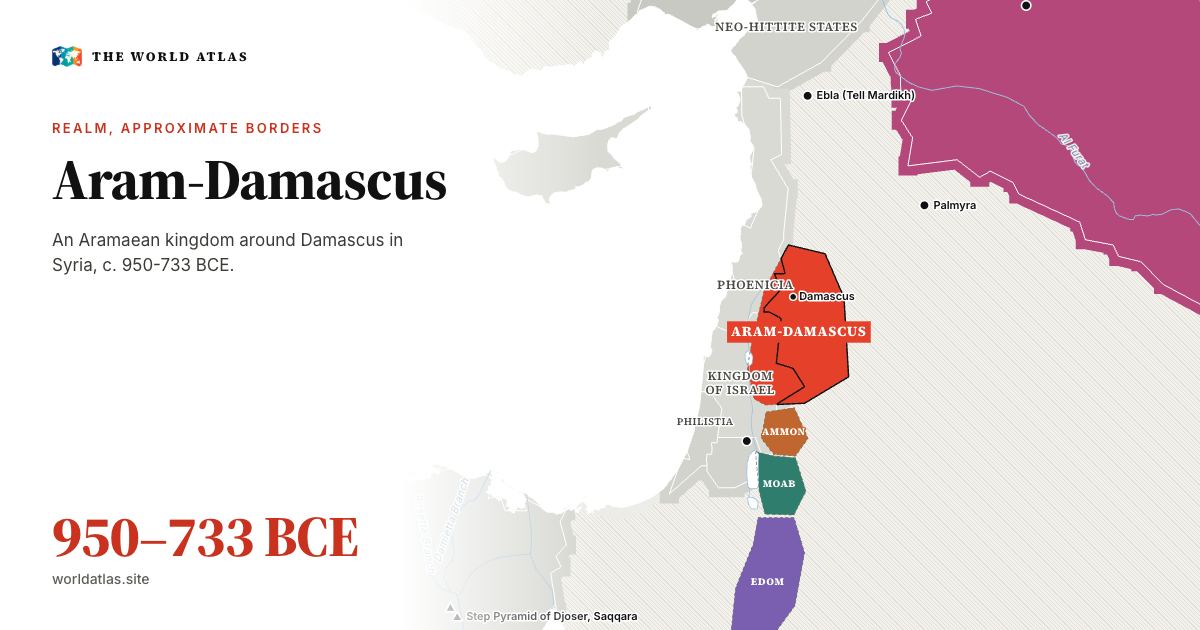 THE WORLD ATLAS
REALM, APPROXIMATE BORDERS
Aram-Damascus
An Aramaean kingdom around Damascus in
Syria, c. 950-733 BCE.
950–733 BCE
worldatlas.site
NEO-HITTITE STATES
Ebla (Tell Mardikh)
Al Furat
Palmyra
PHOENICIA
Damascus
ARAM-DAMASCUS
KINGDOM
OF ISRAEL
PHILISTIA
AMMON
MOAB
EDOM
Damietta Branch
Step Pyramid of Djoser, Saqqara